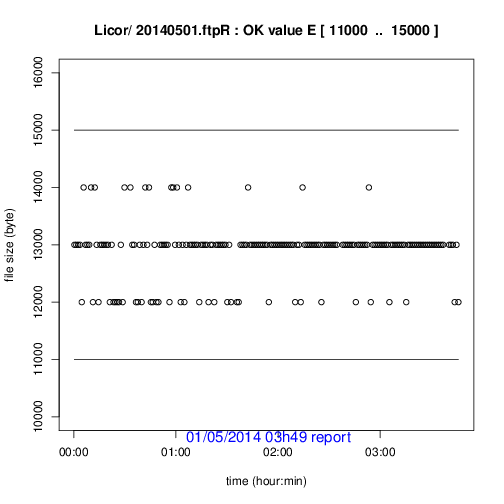 Licor/ 20140501.ftpR : OK value E [ 11000 .. 15000 ]
file size (byte)
16000
15000
14000
13000
12000
11000
10000
00:00 01:00 02:00 03:00
01/05/2014 03h49 report
time (hour:min)